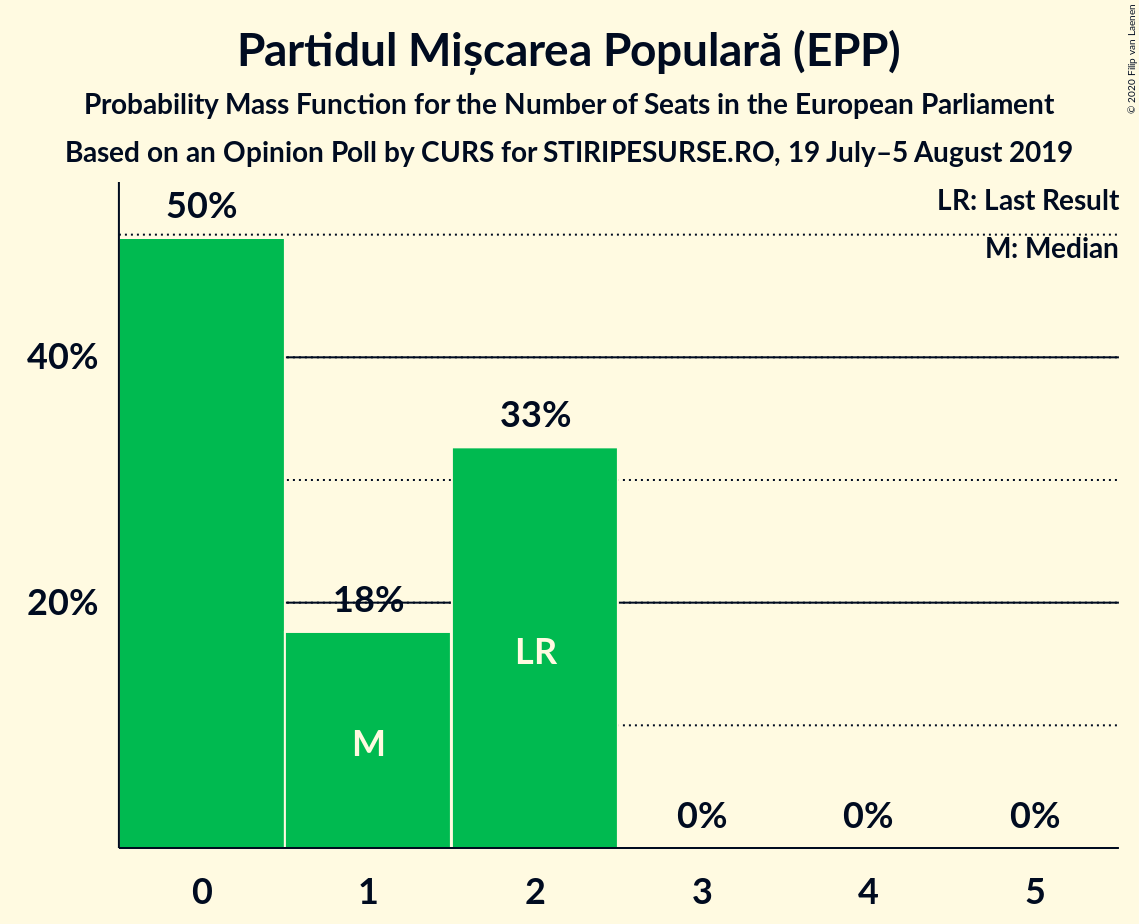 Partidul Mișcarea Populară (EPP)
Probability Mass Function for the Number of Seats in the European Parliament
Based on an Opinion Poll by CURS for STIRIPESURSE.RO, 19 July–5 August 2019
© 2020 Filip van Laenen
LR: Last Result
M: Median
50%
40%
33%
20%
18%
LR
M
0% 0% 0%
0 1 2 3 4 5